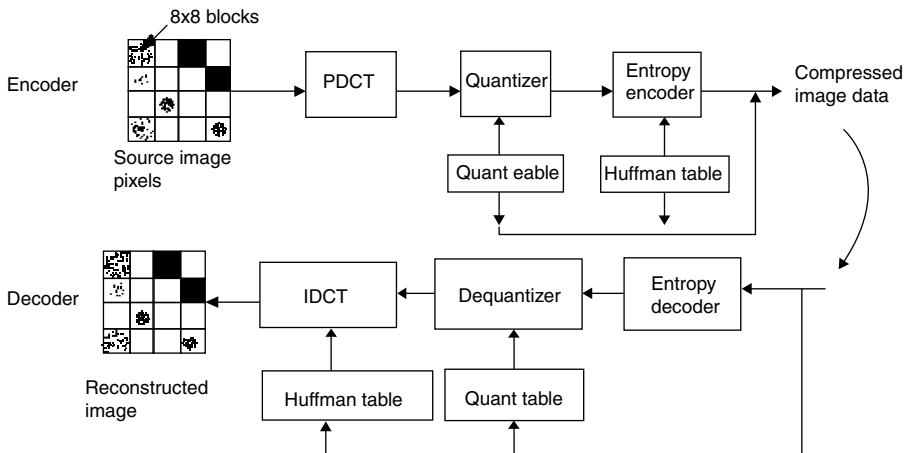 8x8 blocks
Encoder
PDCT
Quantizer
Entropy
encoder
Compressed
image data
Source image
pixels
Quant eable
Huffman table
Decoder
IDCT
Dequantizer
Entropy
decoder
Reconstructed
image
Huffman table
Quant table